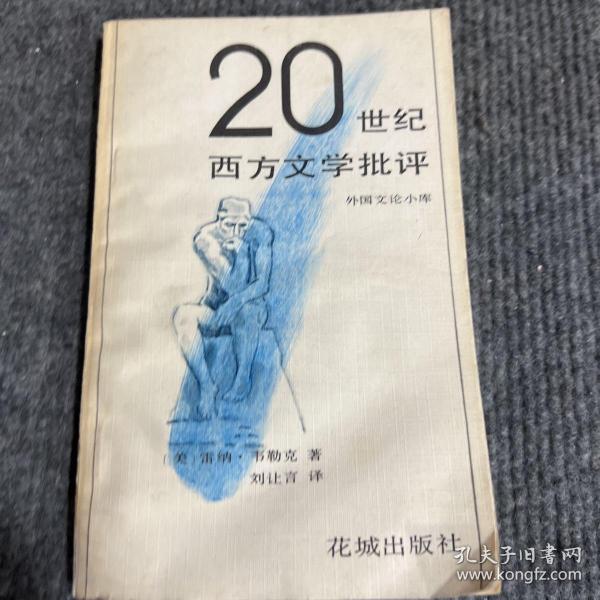 20世纪
西方文学批评
外国文论小库
〔美〕雷纳·韦勒克 著
刘让言 译
花城出版社
孔夫子旧书网
www.kongfz.com